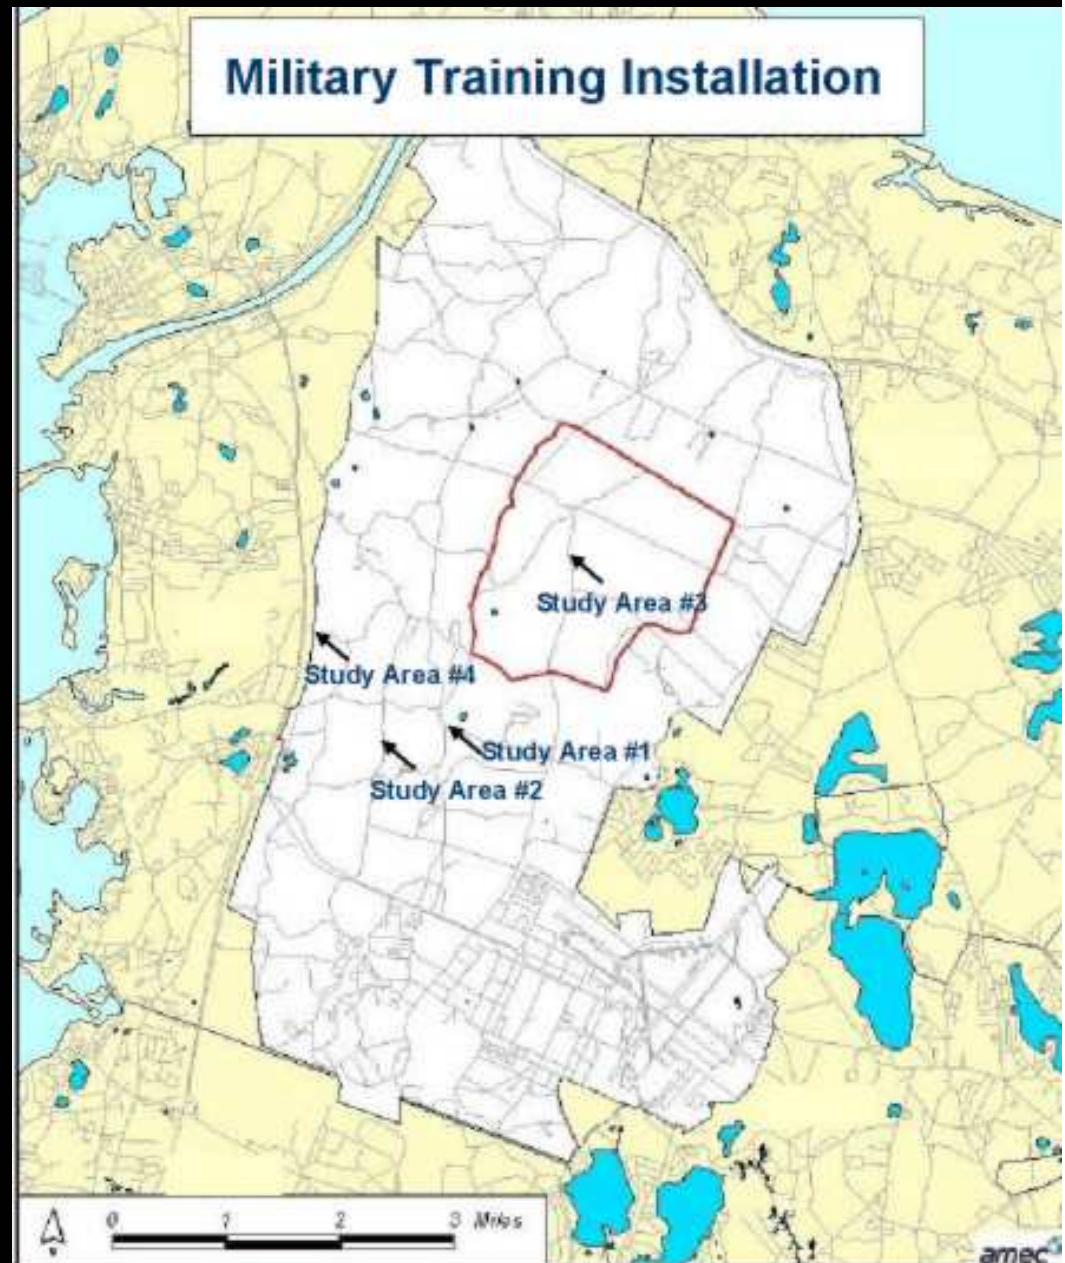 Military Training Installation
Study Area #3
Study Area #4
Study Area #1
Study Area #2
0 1 2 3 Miles
amec